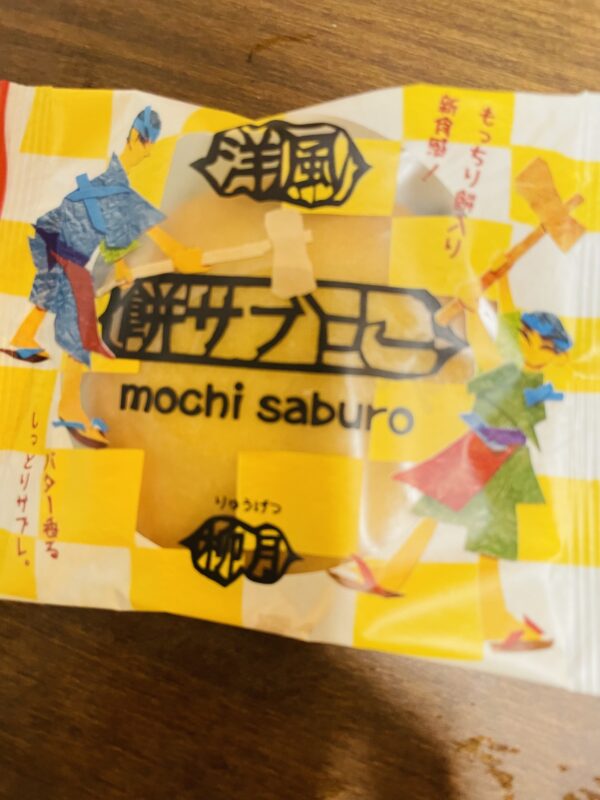 洋風
もっちり餅入り
新食感！
餅サブロー
mochi saburo
バター香る
しっとりサブレ。
りゅうげつ
柳月